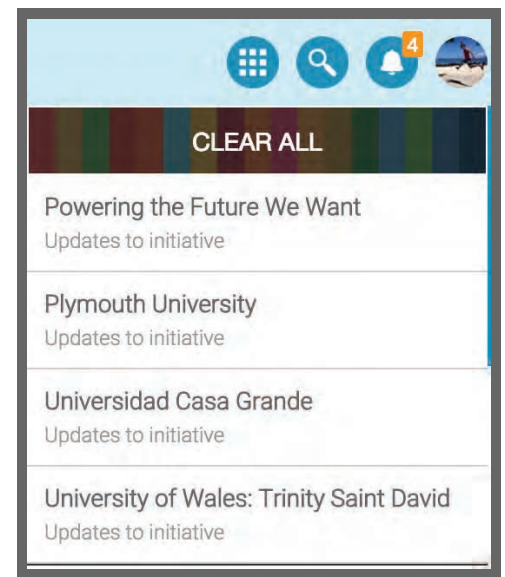 4
CLEAR ALL
Powering the Future We Want
Updates to initiative
Plymouth University
Updates to initiative
Universidad Casa Grande
Updates to initiative
University of Wales: Trinity Saint David
Updates to initiative